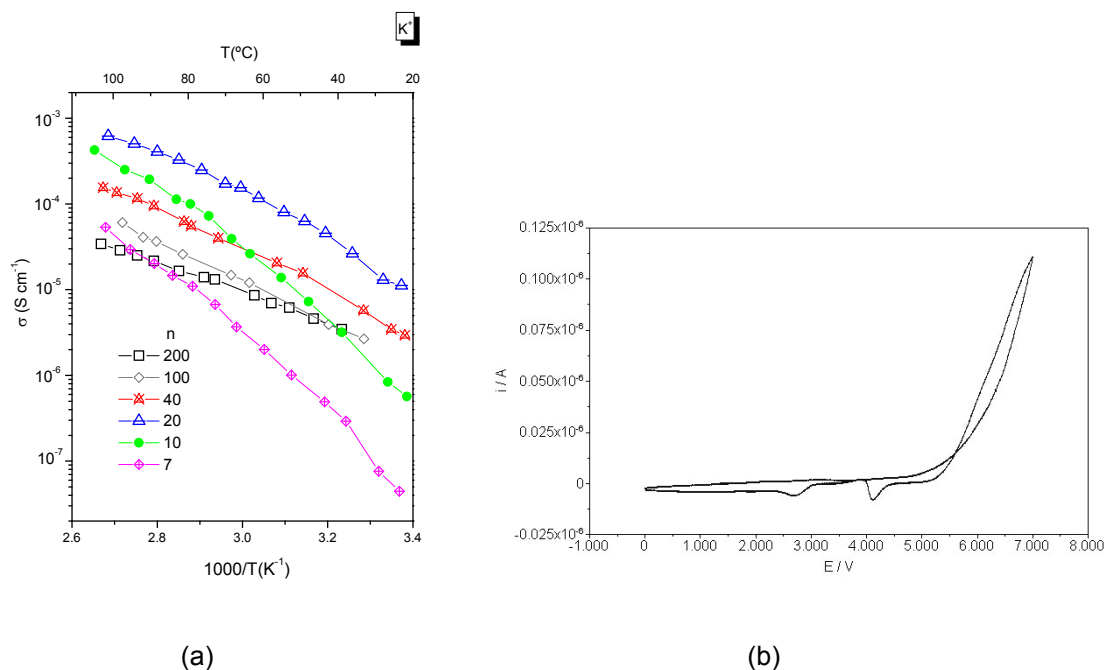 K⁺
T(ºC)
100 80 60 40 20
10⁻³
10⁻⁴
10⁻⁵
10⁻⁶
10⁻⁷
σ (S cm⁻¹)
n
200
100
40
20
10
7
2.6 2.8 3.0 3.2 3.4
1000/T(K⁻¹)
(a)
0.125x10⁻⁶
0.100x10⁻⁶
0.075x10⁻⁶
0.050x10⁻⁶
0.025x10⁻⁶
0
-0.025x10⁻⁶
i / A
-1.000 0 1.000 2.000 3.000 4.000 5.000 6.000 7.000 8.000
E / V
(b)